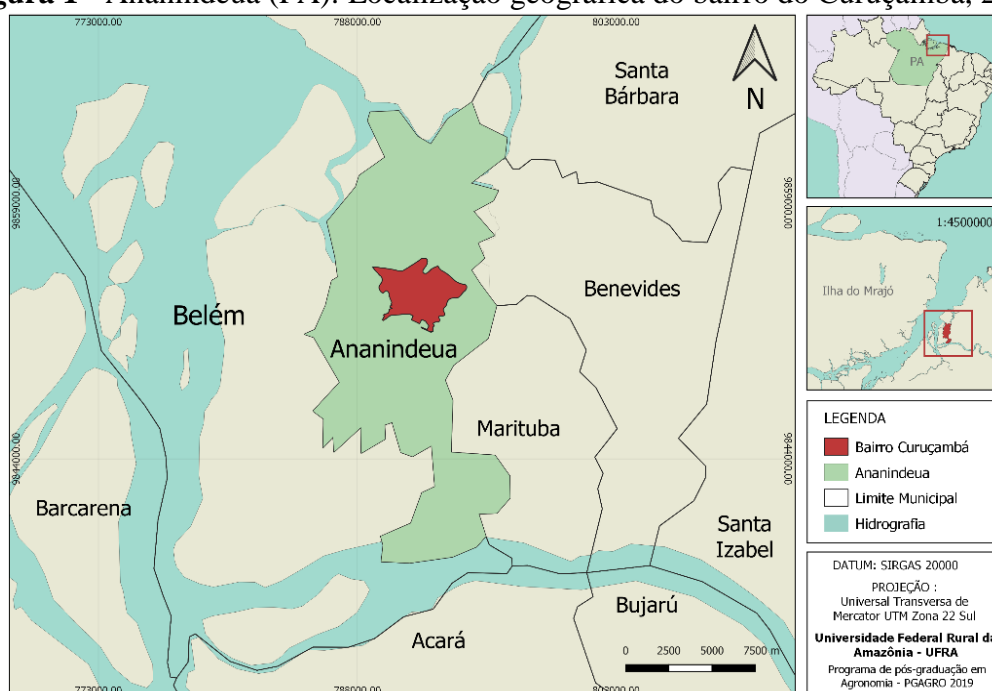 gura 1 - Ananindeua (PA): Localização geográfica do bairro do Curuçambá, 2
773000.00 788000.00 803000.00
Santa
Bárbara
N
9859000.00 9859000.00
Belém
Benevides
Ananindeua
Marituba
9844000.00 9844000.00
Barcarena
Santa
Izabel
Bujarú
Acará
0 2500 5000 7500 m
773000.00 788000.00 803000.00
PA
1:4500000
Ilha do Mrajó
LEGENDA
Bairro Curuçambá
Ananindeua
Limite Municipal
Hidrografia
DATUM: SIRGAS 20000
PROJEÇÃO :
Universal Transversa de
Mercator UTM Zona 22 Sul
Universidade Federal Rural da
Amazônia - UFRA
Programa de pós-graduação em
Agronomia - PGAGRO 2019